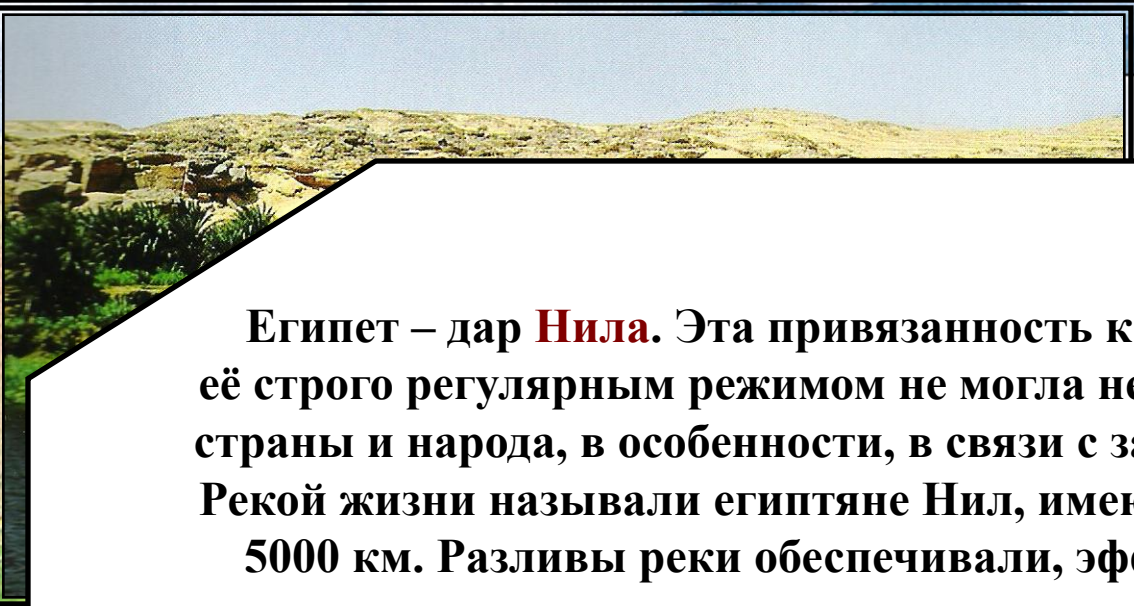 Египет – дар Нила. Эта привязанность к
её строго регулярным режимом не могла не
страны и народа, в особенности, в связи с
Рекой жизни называли египтяне Нил,
5000 км. Разливы реки обеспечивали,